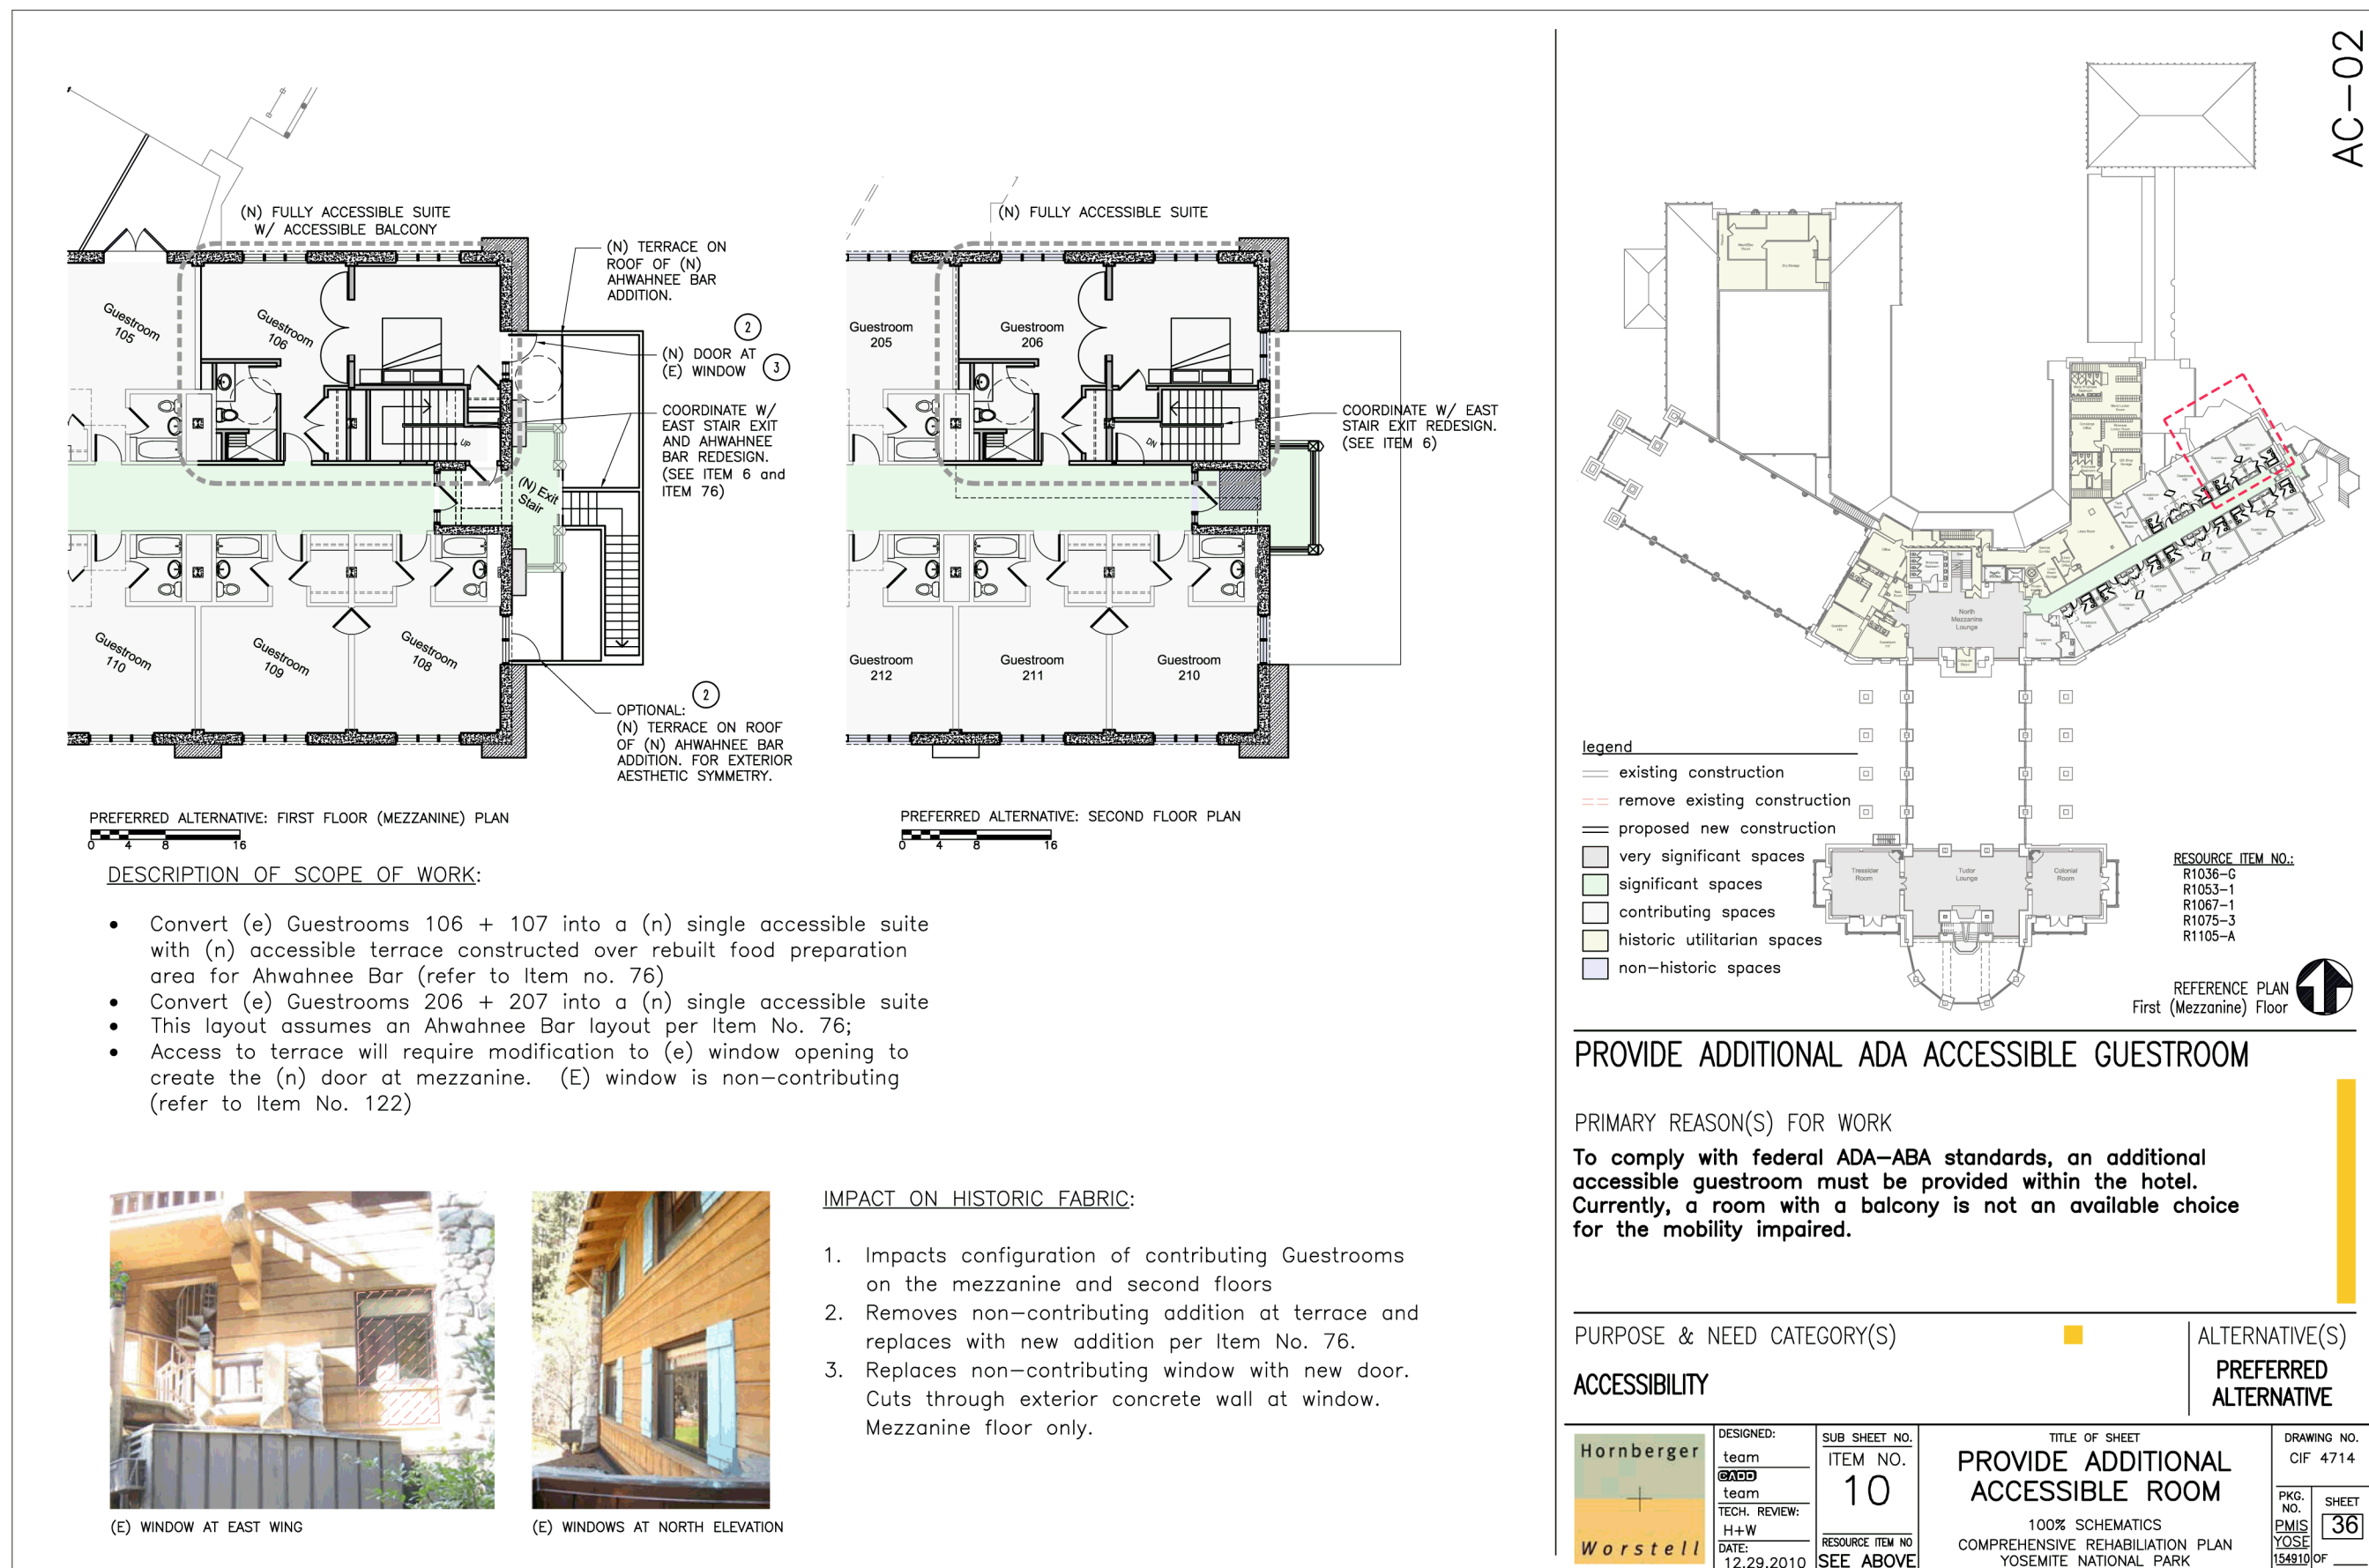 AC-02
(N) FULLY ACCESSIBLE SUITE
W/ ACCESSIBLE BALCONY
(N) TERRACE ON
ROOF OF (N)
AHWAHNEE BAR
ADDITION.
2
(N) DOOR AT
(E) WINDOW
3
COORDINATE W/
EAST STAIR EXIT
AND AHWAHNEE
BAR REDESIGN.
(SEE ITEM 6 and
ITEM 76)
Guestroom
105
Guestroom
106
UP
(N) Exit
Stair
Guestroom
110
Guestroom
109
Guestroom
108
2
OPTIONAL:
(N) TERRACE ON ROOF
OF (N) AHWAHNEE BAR
ADDITION. FOR EXTERIOR
AESTHETIC SYMMETRY.
PREFERRED ALTERNATIVE: FIRST FLOOR (MEZZANINE) PLAN
0 4 8 16
(N) FULLY ACCESSIBLE SUITE
Guestroom
205
Guestroom
206
DN
COORDINATE W/ EAST
STAIR EXIT REDESIGN.
(SEE ITEM 6)
Guestroom
212
Guestroom
211
Guestroom
210
PREFERRED ALTERNATIVE: SECOND FLOOR PLAN
0 4 8 16
DESCRIPTION OF SCOPE OF WORK:
• Convert (e) Guestrooms 106 + 107 into a (n) single accessible suite
with (n) accessible terrace constructed over rebuilt food preparation
area for Ahwahnee Bar (refer to Item no. 76)
• Convert (e) Guestrooms 206 + 207 into a (n) single accessible suite
• This layout assumes an Ahwahnee Bar layout per Item No. 76;
• Access to terrace will require modification to (e) window opening to
create the (n) door at mezzanine. (E) window is non-contributing
(refer to Item No. 122)
(E) WINDOW AT EAST WING
(E) WINDOWS AT NORTH ELEVATION
IMPACT ON HISTORIC FABRIC:
1. Impacts configuration of contributing Guestrooms
on the mezzanine and second floors
2. Removes non-contributing addition at terrace and
replaces with new addition per Item No. 76.
3. Replaces non-contributing window with new door.
Cuts through exterior concrete wall at window.
Mezzanine floor only.
North
Mezzanine
Lounge
Tressider
Room
Tudor
Lounge
Colonial
Room
legend
existing construction
remove existing construction
proposed new construction
very significant spaces
significant spaces
contributing spaces
historic utilitarian spaces
non-historic spaces
RESOURCE ITEM NO.:
R1036-G
R1053-1
R1067-1
R1075-3
R1105-A
REFERENCE PLAN
First (Mezzanine) Floor
PROVIDE ADDITIONAL ADA ACCESSIBLE GUESTROOM
PRIMARY REASON(S) FOR WORK
To comply with federal ADA-ABA standards, an additional
accessible guestroom must be provided within the hotel.
Currently, a room with a balcony is not an available choice
for the mobility impaired.
PURPOSE & NEED CATEGORY(S)
ACCESSIBILITY
ALTERNATIVE(S)
PREFERRED
ALTERNATIVE
Hornberger
Worstell
DESIGNED:
team
CADD
team
TECH. REVIEW:
H+W
DATE:
12.29.2010
SUB SHEET NO.
ITEM NO.
10
RESOURCE ITEM NO
SEE ABOVE
TITLE OF SHEET
PROVIDE ADDITIONAL
ACCESSIBLE ROOM
100% SCHEMATICS
COMPREHENSIVE REHABILIATION PLAN
YOSEMITE NATIONAL PARK
DRAWING NO.
CIF 4714
PKG.
NO.
PMIS
YOSE
154910
SHEET
36
OF